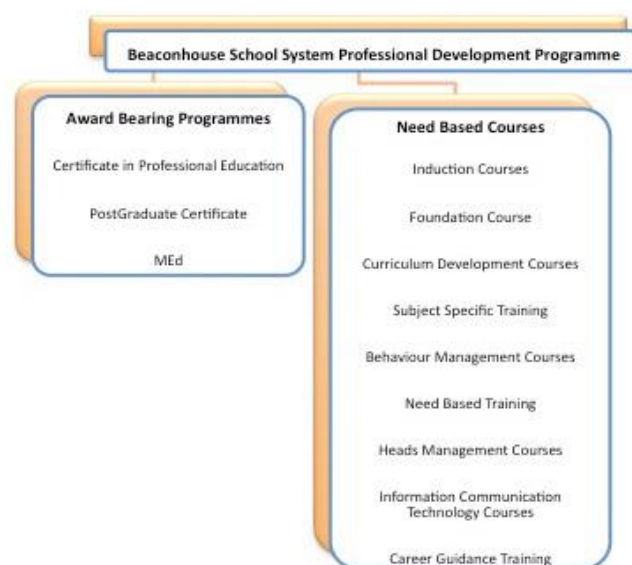 Beaconhouse School System Professional Development Programme
Award Bearing Programmes
Certificate in Professional Education
PostGraduate Certificate
MEd
Need Based Courses
Induction Courses
Foundation Course
Curriculum Development Courses
Subject Specific Training
Behaviour Management Courses
Need Based Training
Heads Management Courses
Information Communication
Technology Courses
Career Guidance Training